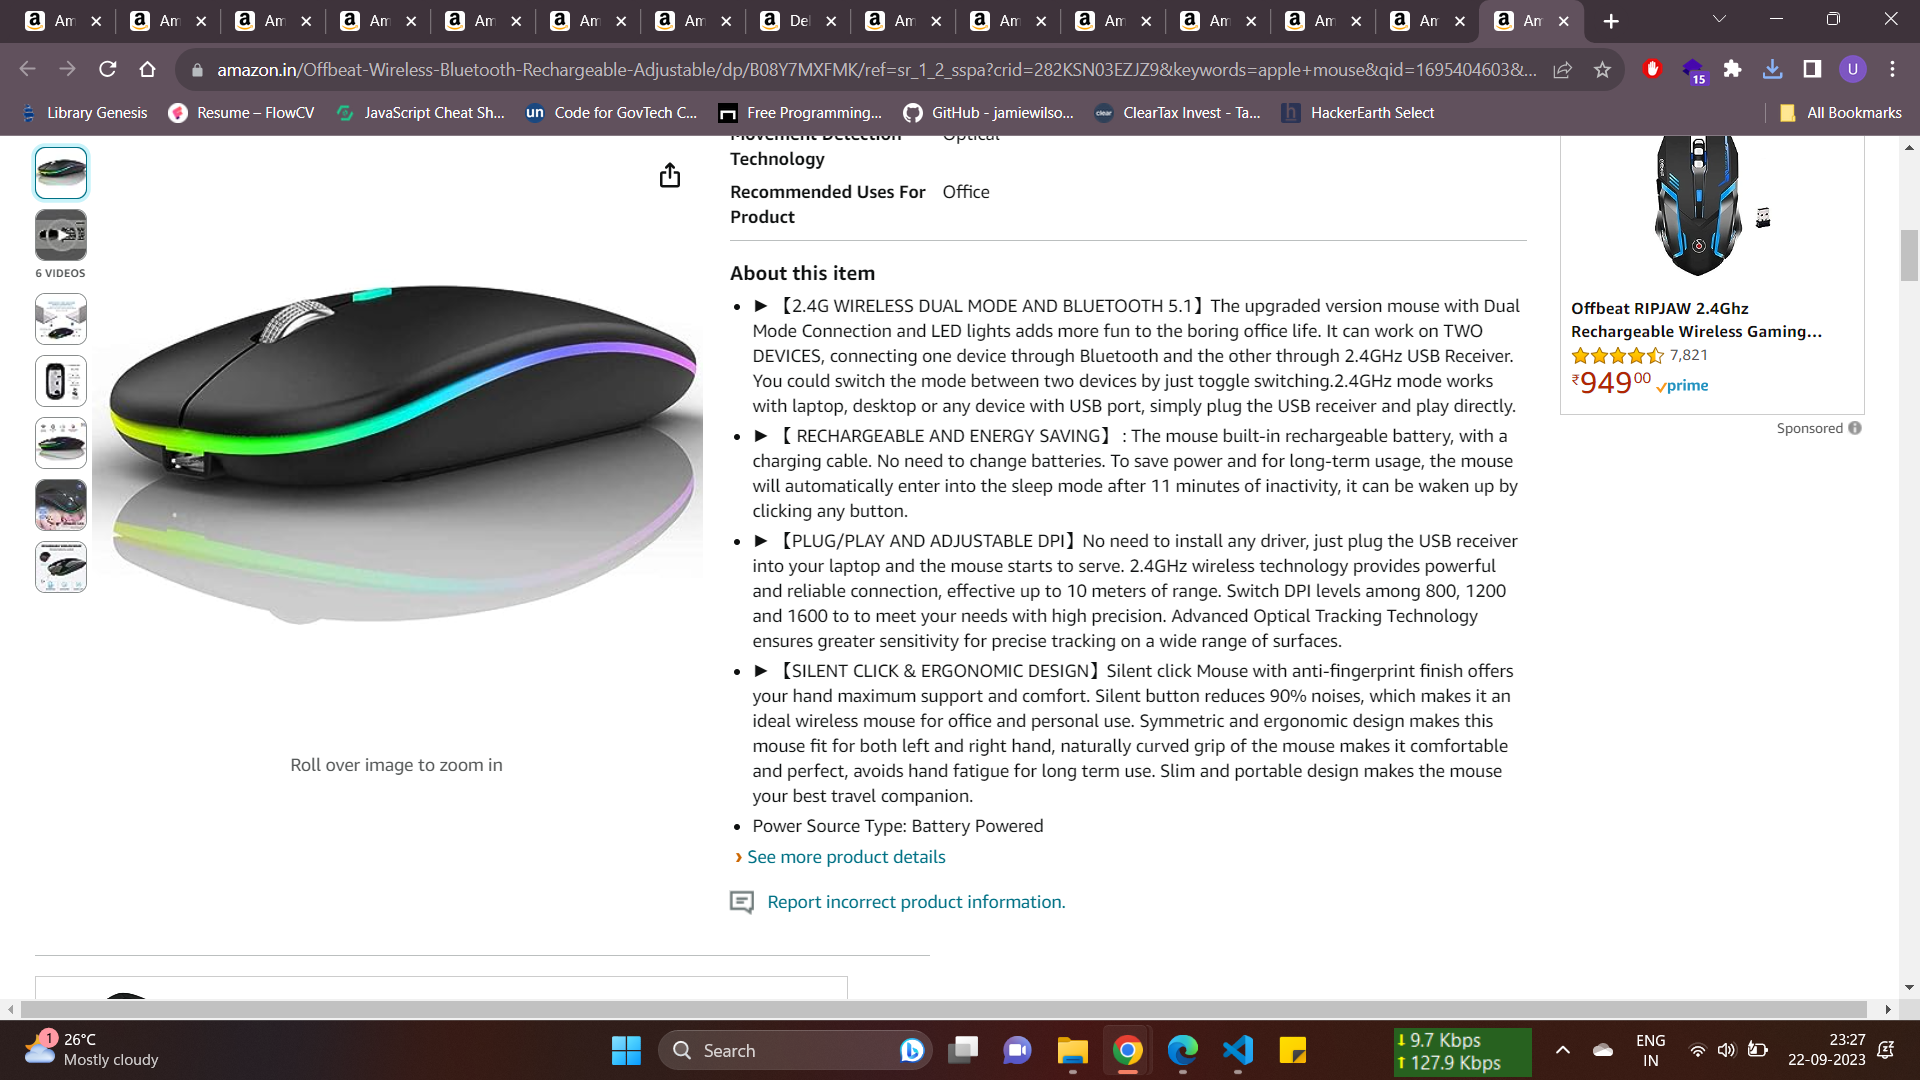 Am
Am
Am
Am
Am
Am
Am
Del
Am
Am
Am
Am
Am
Am
Am
amazon.in/Offbeat-Wireless-Bluetooth-Rechargeable-Adjustable/dp/B08Y7MXFMK/ref=sr_1_2_sspa?crid=282KSN03EZJZ9&keywords=apple+mouse&qid=1695404603&...
15
U
Library Genesis
Resume – FlowCV
JavaScript Cheat Sh...
un Code for GovTech C...
Free Programming...
GitHub - jamiewilso...
clear ClearTax Invest - Ta...
h HackerEarth Select
All Bookmarks
6 VIDEOS
Roll over image to zoom in
Movement Detection Optical
Technology
Recommended Uses For Office
Product
About this item
• ► 【2.4G WIRELESS DUAL MODE AND BLUETOOTH 5.1】The upgraded version mouse with Dual
Mode Connection and LED lights adds more fun to the boring office life. It can work on TWO
DEVICES, connecting one device through Bluetooth and the other through 2.4GHz USB Receiver.
You could switch the mode between two devices by just toggle switching.2.4GHz mode works
with laptop, desktop or any device with USB port, simply plug the USB receiver and play directly.
• ► 【 RECHARGEABLE AND ENERGY SAVING】 : The mouse built-in rechargeable battery, with a
charging cable. No need to change batteries. To save power and for long-term usage, the mouse
will automatically enter into the sleep mode after 11 minutes of inactivity, it can be waken up by
clicking any button.
• ► 【PLUG/PLAY AND ADJUSTABLE DPI】No need to install any driver, just plug the USB receiver
into your laptop and the mouse starts to serve. 2.4GHz wireless technology provides powerful
and reliable connection, effective up to 10 meters of range. Switch DPI levels among 800, 1200
and 1600 to to meet your needs with high precision. Advanced Optical Tracking Technology
ensures greater sensitivity for precise tracking on a wide range of surfaces.
• ► 【SILENT CLICK & ERGONOMIC DESIGN】Silent click Mouse with anti-fingerprint finish offers
your hand maximum support and comfort. Silent button reduces 90% noises, which makes it an
ideal wireless mouse for office and personal use. Symmetric and ergonomic design makes this
mouse fit for both left and right hand, naturally curved grip of the mouse makes it comfortable
and perfect, avoids hand fatigue for long term use. Slim and portable design makes the mouse
your best travel companion.
• Power Source Type: Battery Powered
› See more product details
Report incorrect product information.
Offbeat RIPJAW 2.4Ghz
Rechargeable Wireless Gaming...
7,821
₹94900 prime
Sponsored
1
26°C
Mostly cloudy
Search
9.7 Kbps
127.9 Kbps
ENG
IN
23:27
22-09-2023